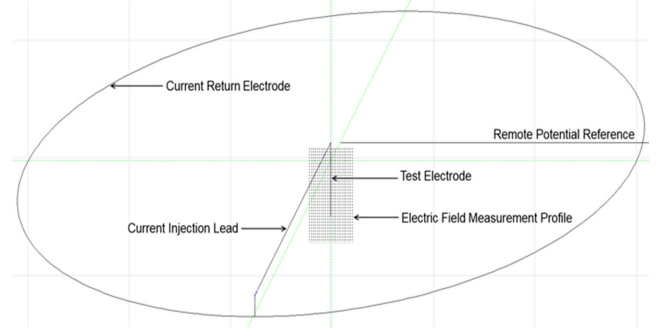 Current Return Electrode
Remote Potential Reference
Test Electrode
Electric Field Measurement Profile
Current Injection Lead